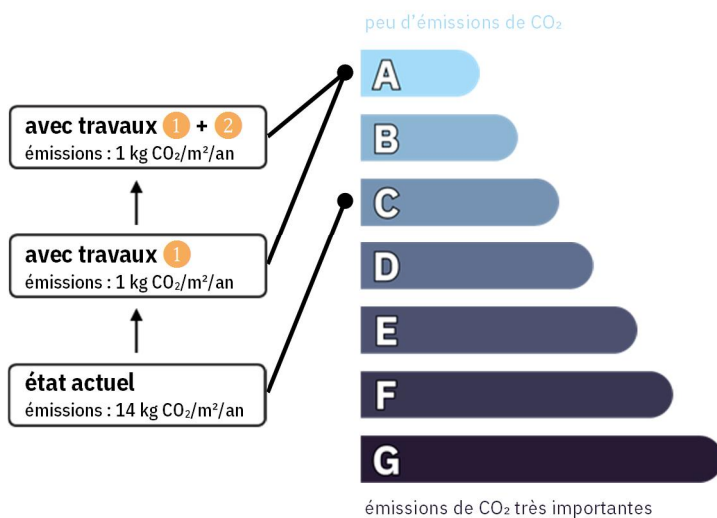 peu d'émissions de CO₂
A
avec travaux 1 + 2
émissions : 1 kg CO₂/m²/an
B
C
avec travaux 1
émissions : 1 kg CO₂/m²/an
D
E
état actuel
émissions : 14 kg CO₂/m²/an
F
G
émissions de CO₂ très importantes